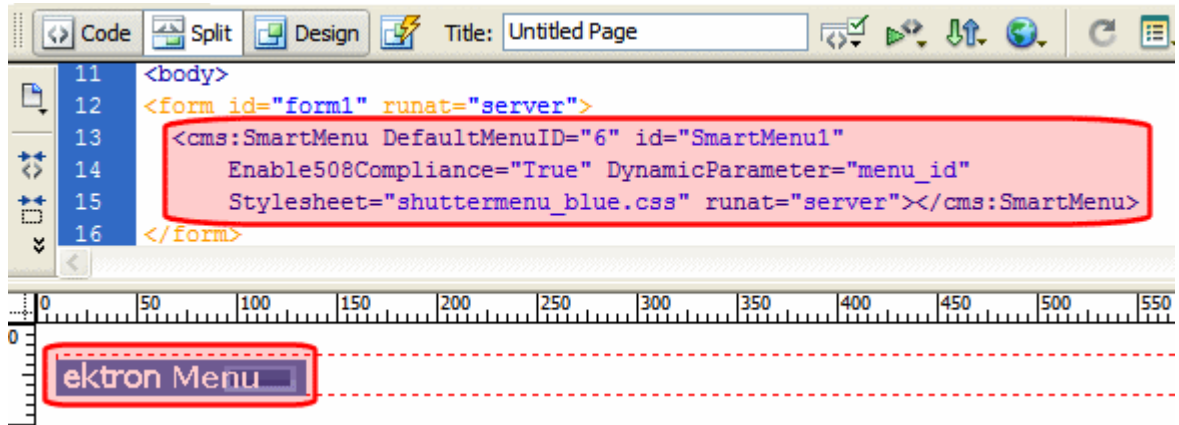 Code Split Design Title: Untitled Page
11 <body>
12 <form id="form1" runat="server">
13 <cms:SmartMenu DefaultMenuID="6" id="SmartMenu1"
14 Enable508Compliance="True" DynamicParameter="menu_id"
15 Stylesheet="shuttermenu_blue.css" runat="server"></cms:SmartMenu>
16 </form>
0 50 100 150 200 250 300 350 400 450 500 550
0
ektron Menu